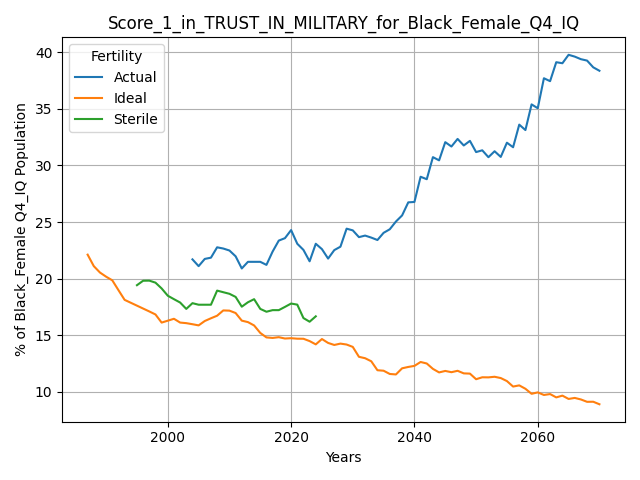 Score_1_in_TRUST_IN_MILITARY_for_Black_Female_Q4_IQ
Fertility
Actual
Ideal
Sterile
% of Black_Female Q4_IQ Population
40
35
30
25
20
15
10
2000
2020
2040
2060
Years